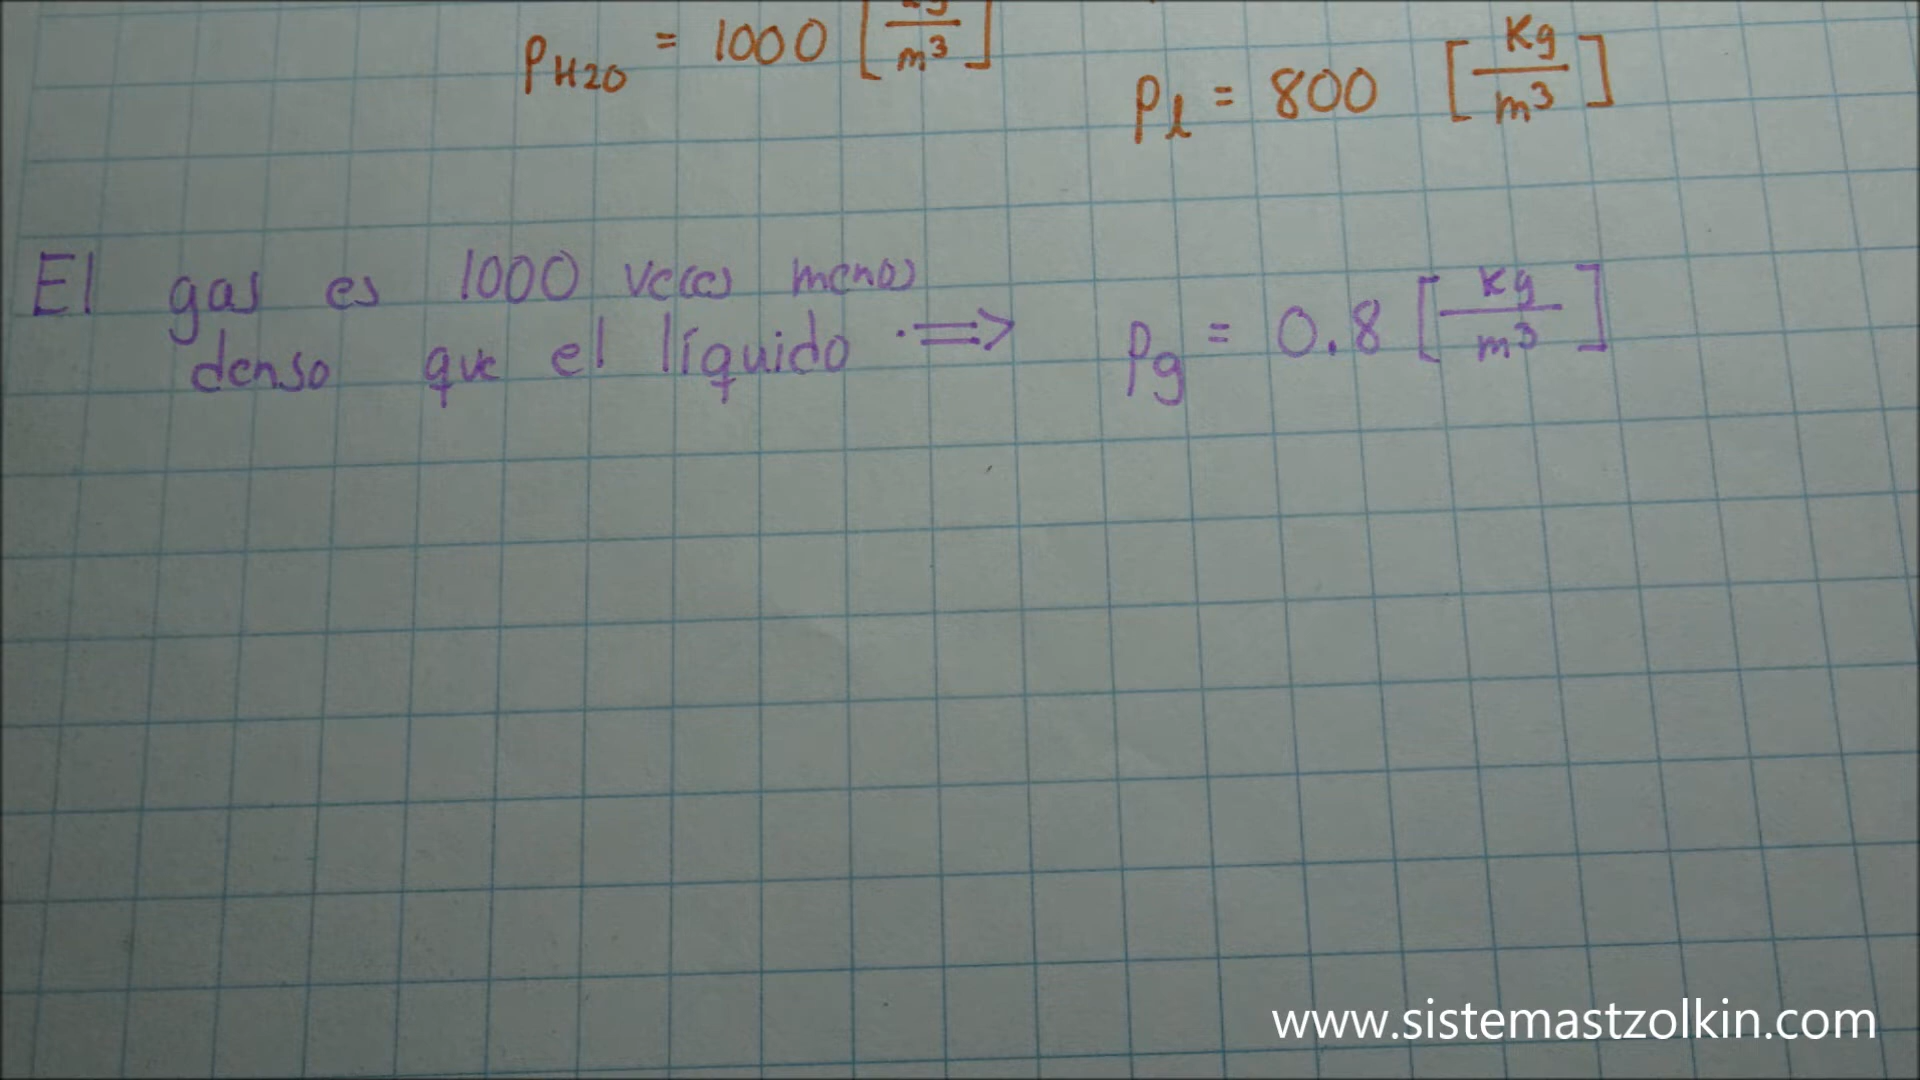 ρH2O = 1000 [kg/m³]
ρl = 800 [Kg/m³]
El gas es 1000 veces menos
denso que el líquido ⟹ ρg = 0.8 [Kg/m³]
www.sistemastzolkin.com